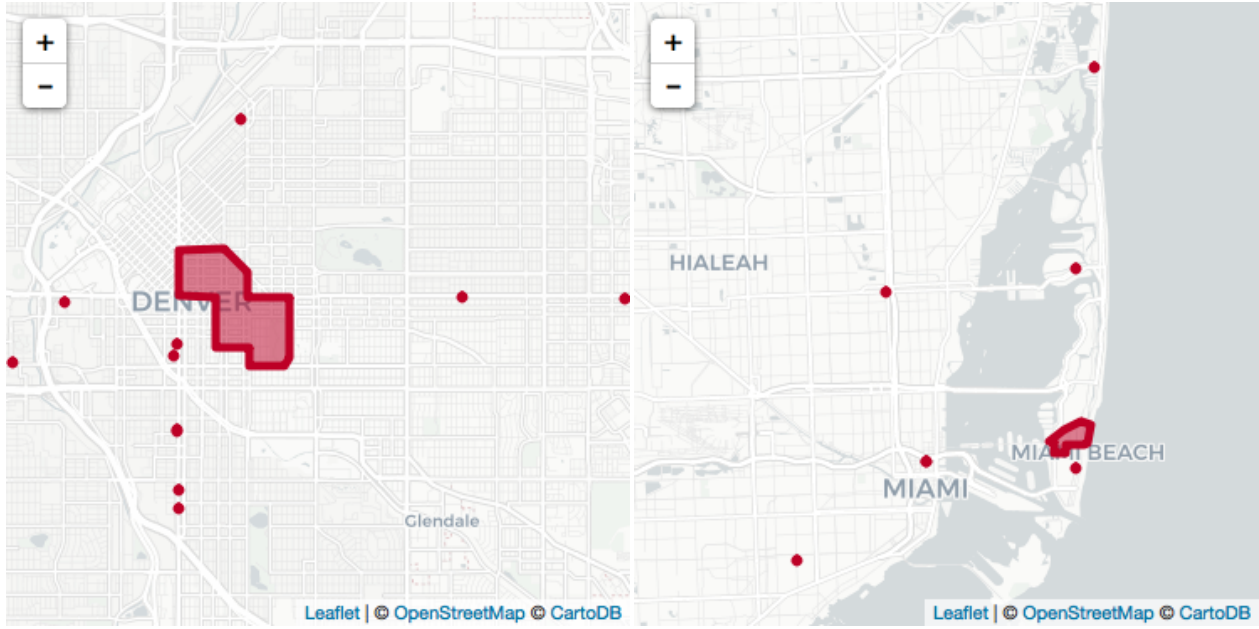 +
−
DENVER
Glendale
Leaflet | © OpenStreetMap © CartoDB
+
−
HIALEAH
MIAMI BEACH
MIAMI
Leaflet | © OpenStreetMap © CartoDB